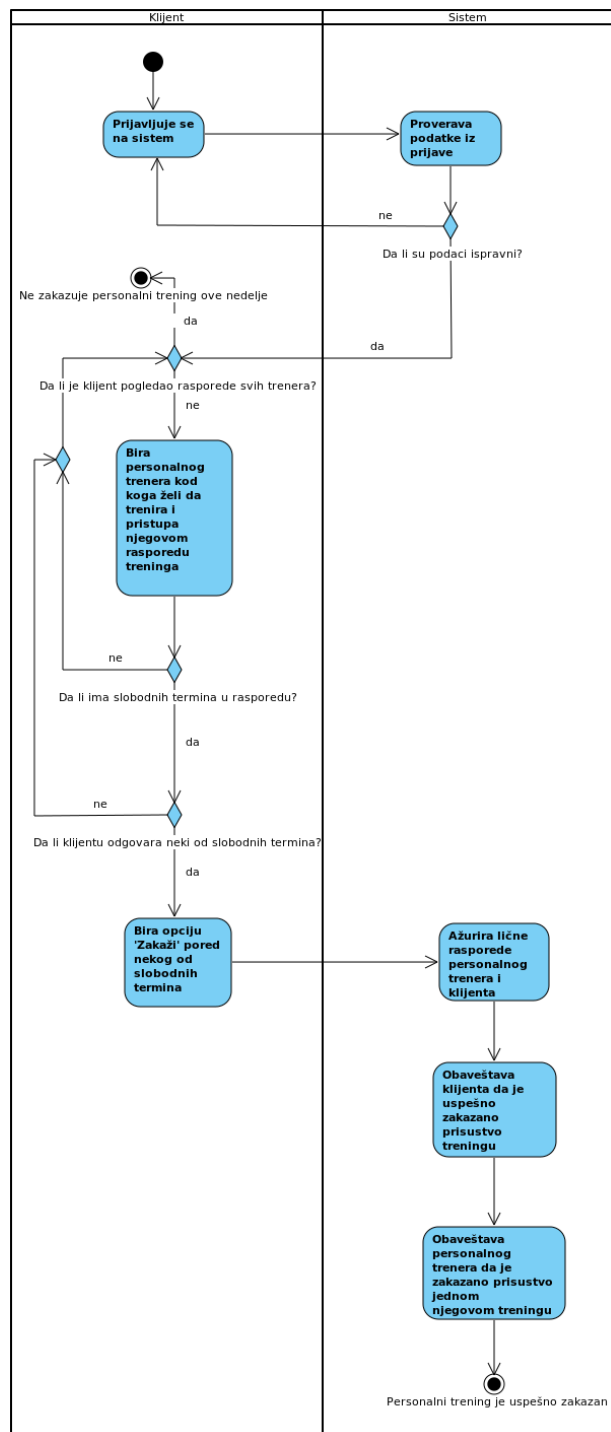 Klijent
Sistem
Prijavljuje se
na sistem
Proverava
podatke iz
prijave
ne
Da li su podaci ispravni?
Ne zakazuje personalni trening ove nedelje
da
da
Da li je klijent pogledao rasporede svih trenera?
ne
Bira
personalnog
trenera kod
koga želi da
trenira i
pristupa
njegovom
rasporedu
treninga
ne
Da li ima slobodnih termina u rasporedu?
da
ne
Da li klijentu odgovara neki od slobodnih termina?
da
Bira opciju
'Zakaži' pored
nekog od
slobodnih
termina
Ažurira lične
rasporede
personalnog
trenera i
klijenta
Obaveštava
klijenta da je
uspešno
zakazano
prisustvo
treningu
Obaveštava
personalnog
trenera da je
zakazano prisustvo
jednom
njegovom treningu
Personalni trening je uspešno zakazan